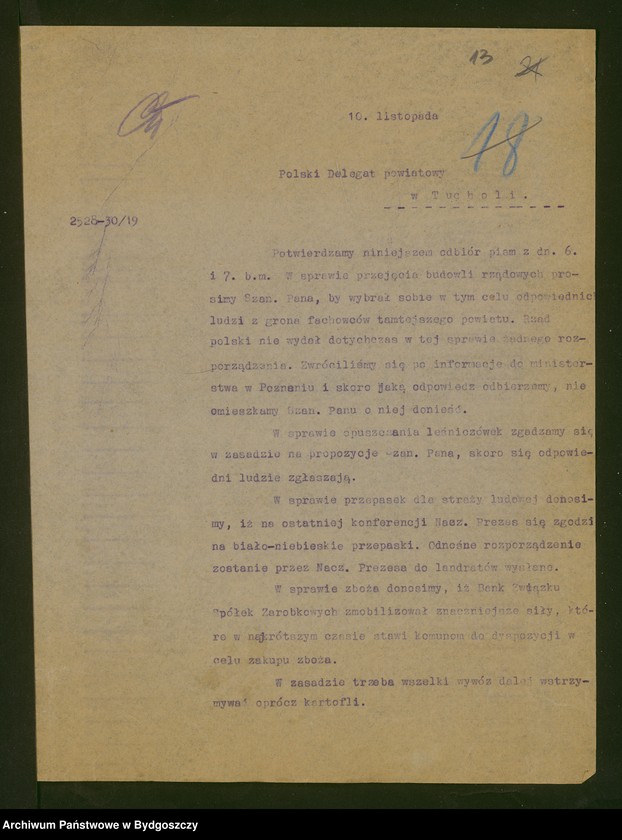 13 21
10. listopada
18
Polski Delegat powiatowy
w Tucholi.
2528-30/19
Potwierdzamy niniejszem odbiór pism z dn. 6.
i 7. b.m. W sprawie przejęcia budowli rządowych pro-
simy Szan. Pana, by wybrał sobie w tym celu odpowiednich
ludzi z grona fachowców tamtejszego powiatu. Rząd
polski nie wydał dotychczas w tej sprawie żadnego roz-
porządzenia. Zwróciliśmy się po informacje do minister-
stwa w Poznaniu i skoro jaką odpowiedz odbierzemy, nie
omieszkamy Szan. Panu o niej donieść.
W sprawie opuszczania leśniczówek zgadzamy się
w zasadzie na propozycje Szan. Pana, skoro się odpowie-
dni ludzie zgłaszają.
W sprawie przepasek dla straży ludowej donosi-
my, iż na ostatniej konferencji Nacz. Prezes się zgodzi
na biało-niebieskie przepaski. Odnośne rozporządzenie
zostanie przez Nacz. Prezesa do landratów wysłane.
W sprawie zboża donosimy, iż Bank Związku
Spółek Zarobkowych zmobilizował znaczniejsze siły, któ-
re w najkrótszym czasie stawi komunom do dyspozycji w
celu zakupu zboża.
W zasadzie trzeba wszelki wywóz dalej wstrzy-
mywać oprócz kartofli.
Archiwum Państwowe w Bydgoszczy